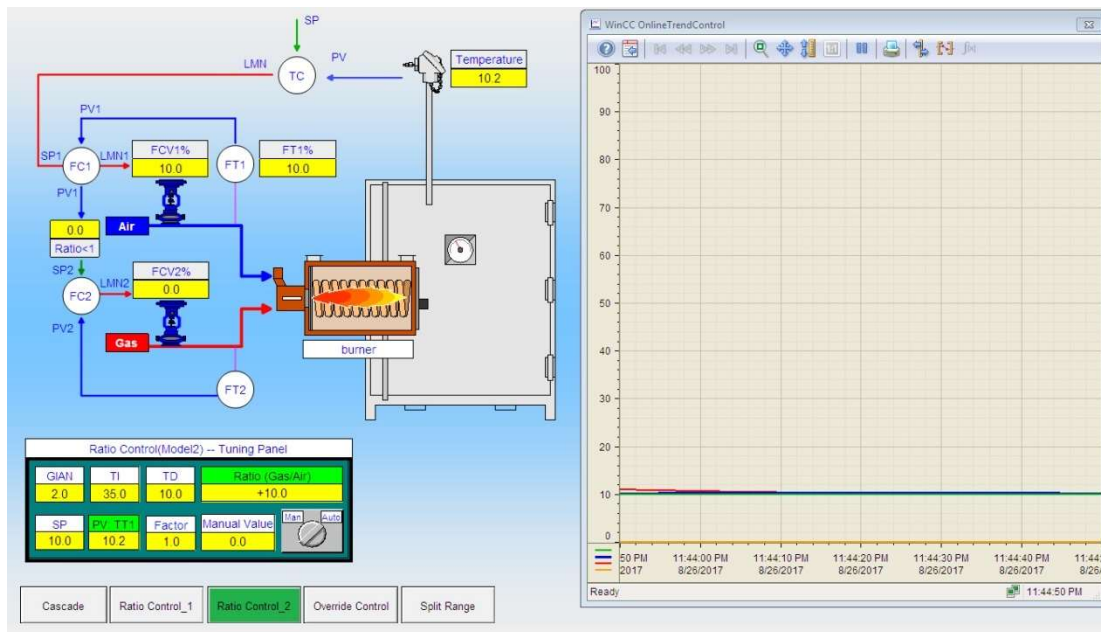 SP
LMN
PV
TC
Temperature
10.2
PV1
SP1
FC1
LMN1
FCV1%
10.0
FT1
FT1%
10.0
PV1
0.0
Ratio<1
Air
SP2
FC2
LMN2
FCV2%
0.0
PV2
Gas
burner
FT2
Ratio Control(Model2) -- Tuning Panel
GIAN TI TD Ratio (Gas/Air)
2.0 35.0 10.0 +10.0
SP PV_TT1 Factor Manual Value Man Auto
10.0 10.2 1.0 0.0
Cascade Ratio Control_1 Ratio Control_2 Override Control Split Range
WinCC OnlineTrendControl
100
90
80
70
60
50
40
30
20
10
0
50 PM 11:44:00 PM 11:44:10 PM 11:44:20 PM 11:44:30 PM 11:44:40 PM 11:44:
2017 8/26/2017 8/26/2017 8/26/2017 8/26/2017 8/26/2017 8/26/
Ready 11:44:50 PM